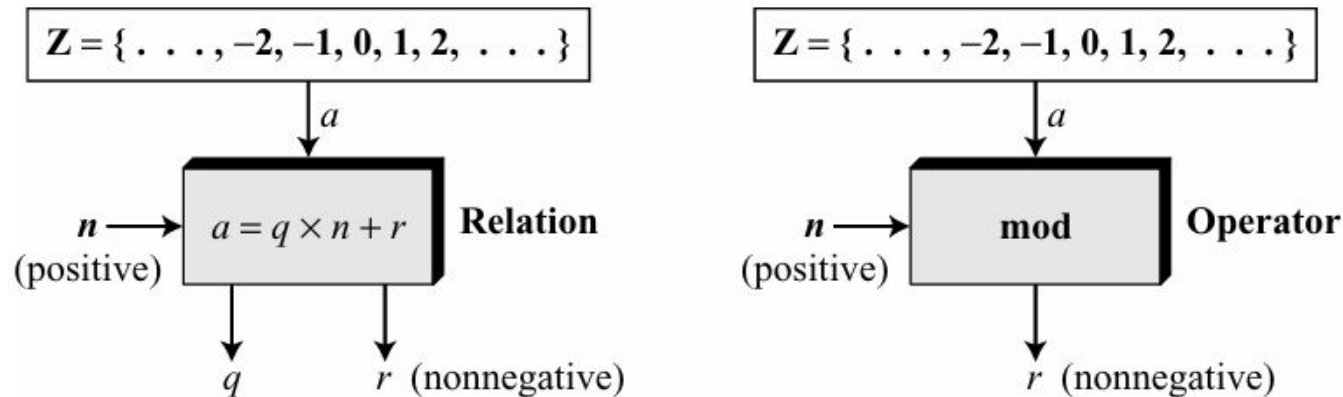 Z = { . . . , –2, –1, 0, 1, 2, . . . }
a
n
(positive)
a = q × n + r
Relation
q
r (nonnegative)
Z = { . . . , –2, –1, 0, 1, 2, . . . }
a
n
(positive)
mod
Operator
r (nonnegative)